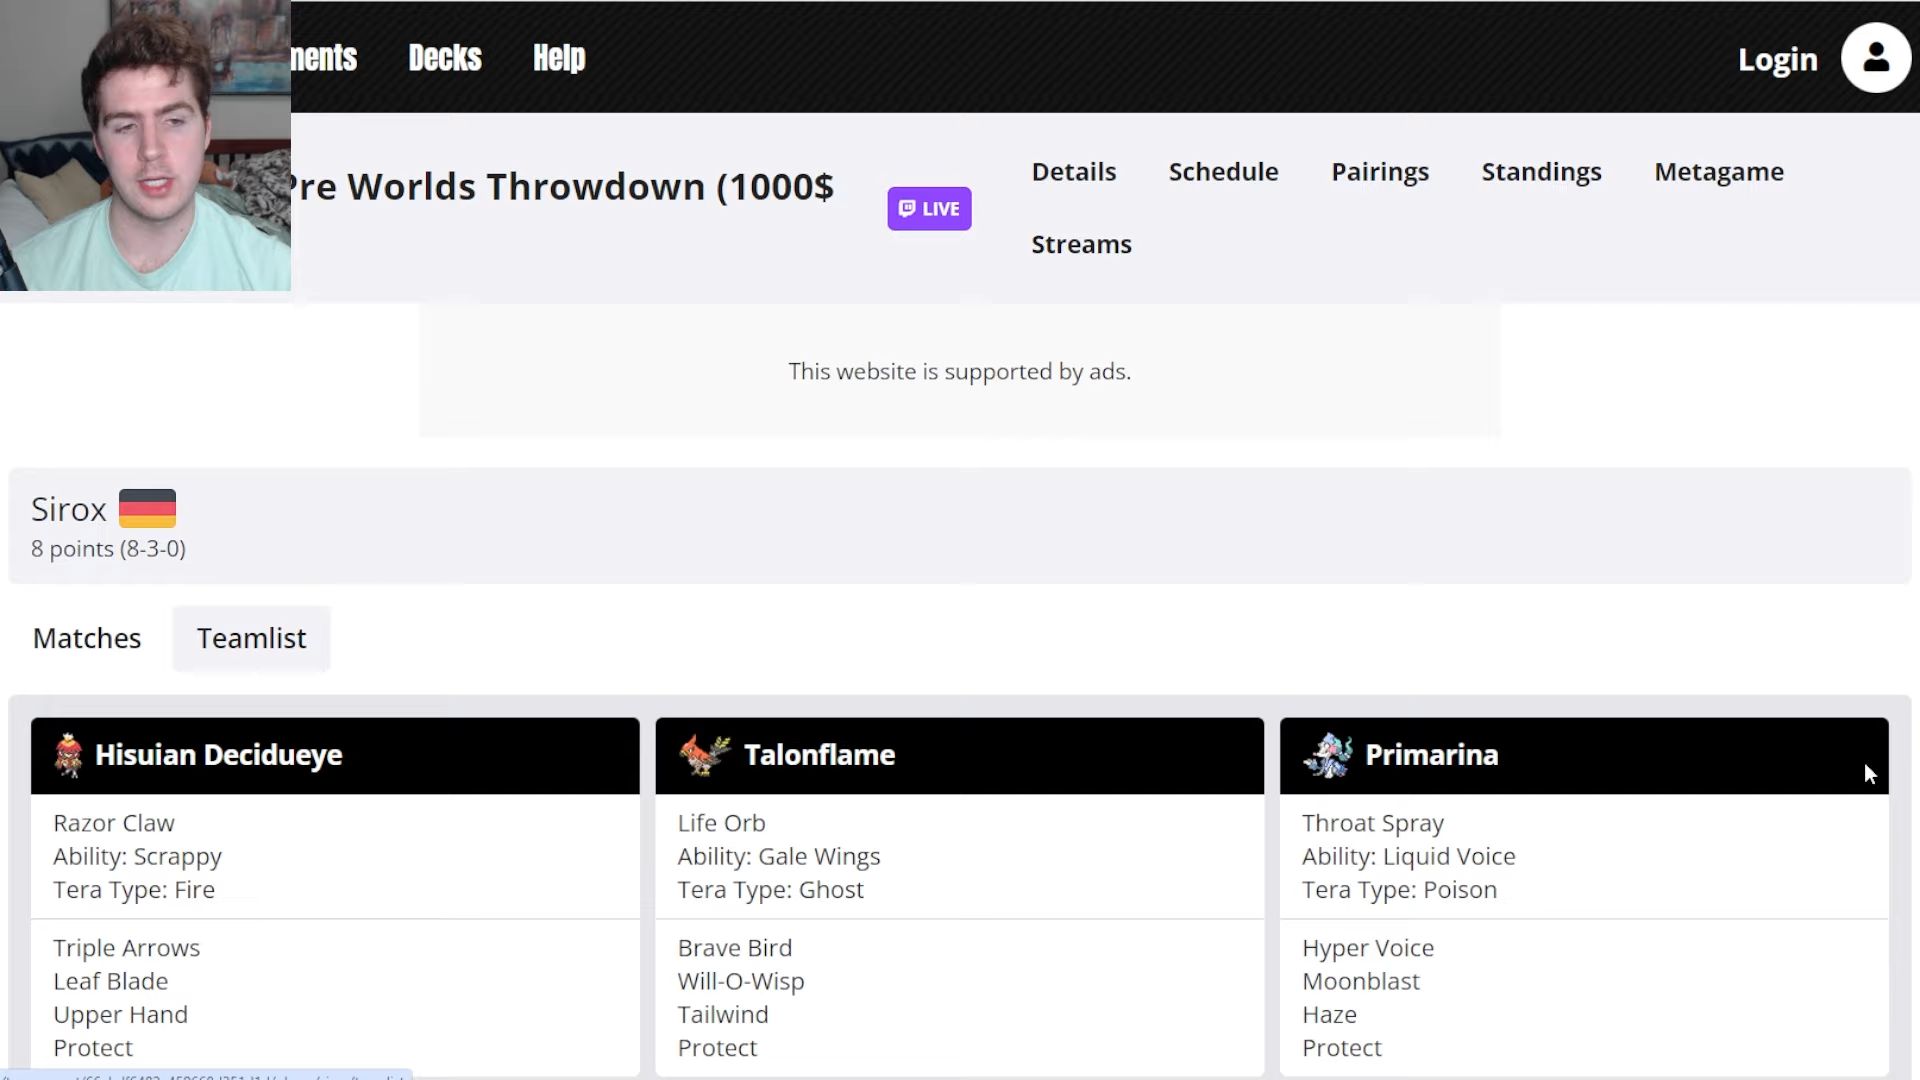 ments Decks Help Login
Pre Worlds Throwdown (1000$
LIVE
Details Schedule Pairings Standings Metagame
Streams
This website is supported by ads.
Sirox
8 points (8-3-0)
Matches Teamlist
Hisuian Decidueye
Razor Claw
Ability: Scrappy
Tera Type: Fire
Triple Arrows
Leaf Blade
Upper Hand
Protect
Talonflame
Life Orb
Ability: Gale Wings
Tera Type: Ghost
Brave Bird
Will-O-Wisp
Tailwind
Protect
Primarina
Throat Spray
Ability: Liquid Voice
Tera Type: Poison
Hyper Voice
Moonblast
Haze
Protect